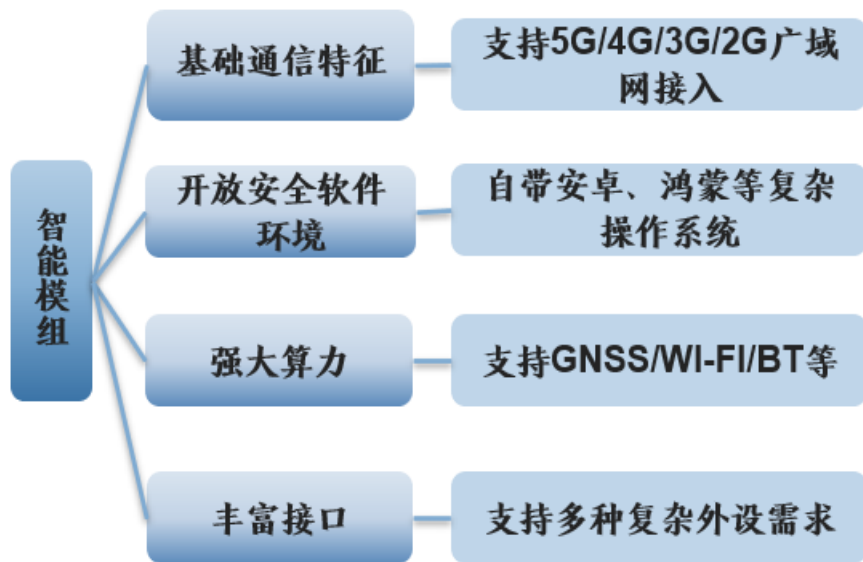 智能模组
基础通信特征
支持5G/4G/3G/2G广域
网接入
开放安全软件
环境
自带安卓、鸿蒙等复杂
操作系统
强大算力
支持GNSS/WI-FI/BT等
丰富接口
支持多种复杂外设需求